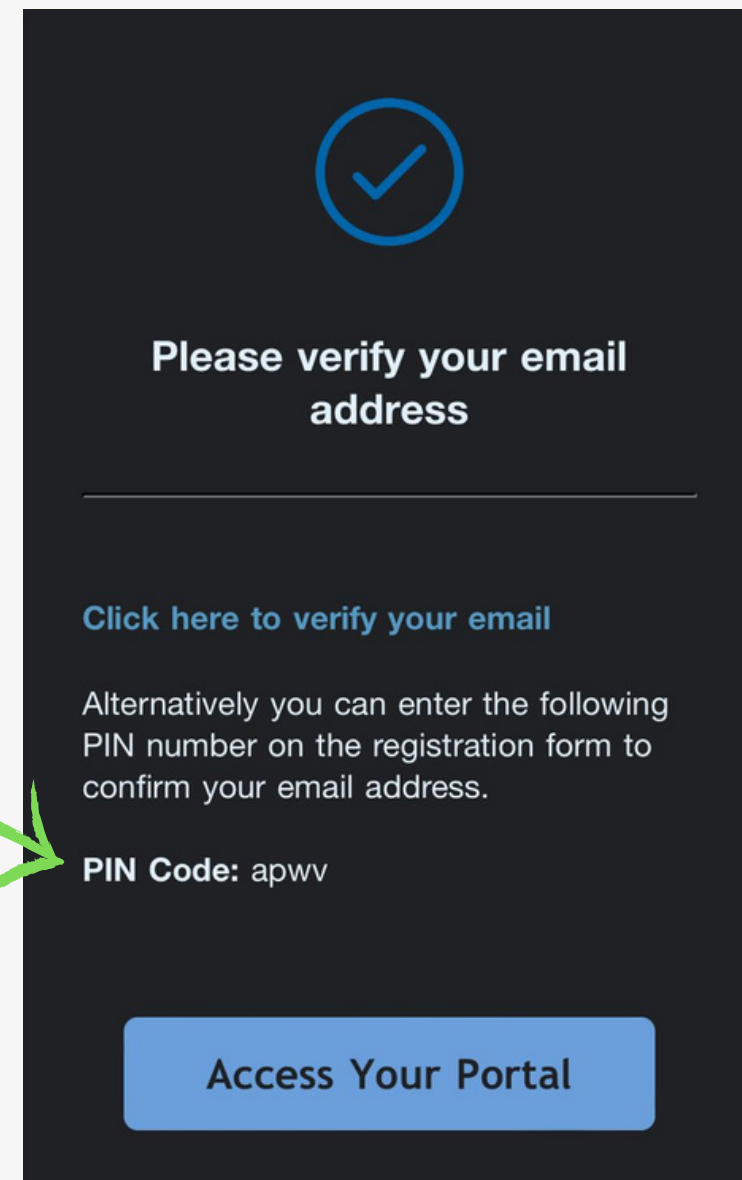 Please verify your email
address
Click here to verify your email
Alternatively you can enter the following
PIN number on the registration form to
confirm your email address.
PIN Code: apwv
Access Your Portal